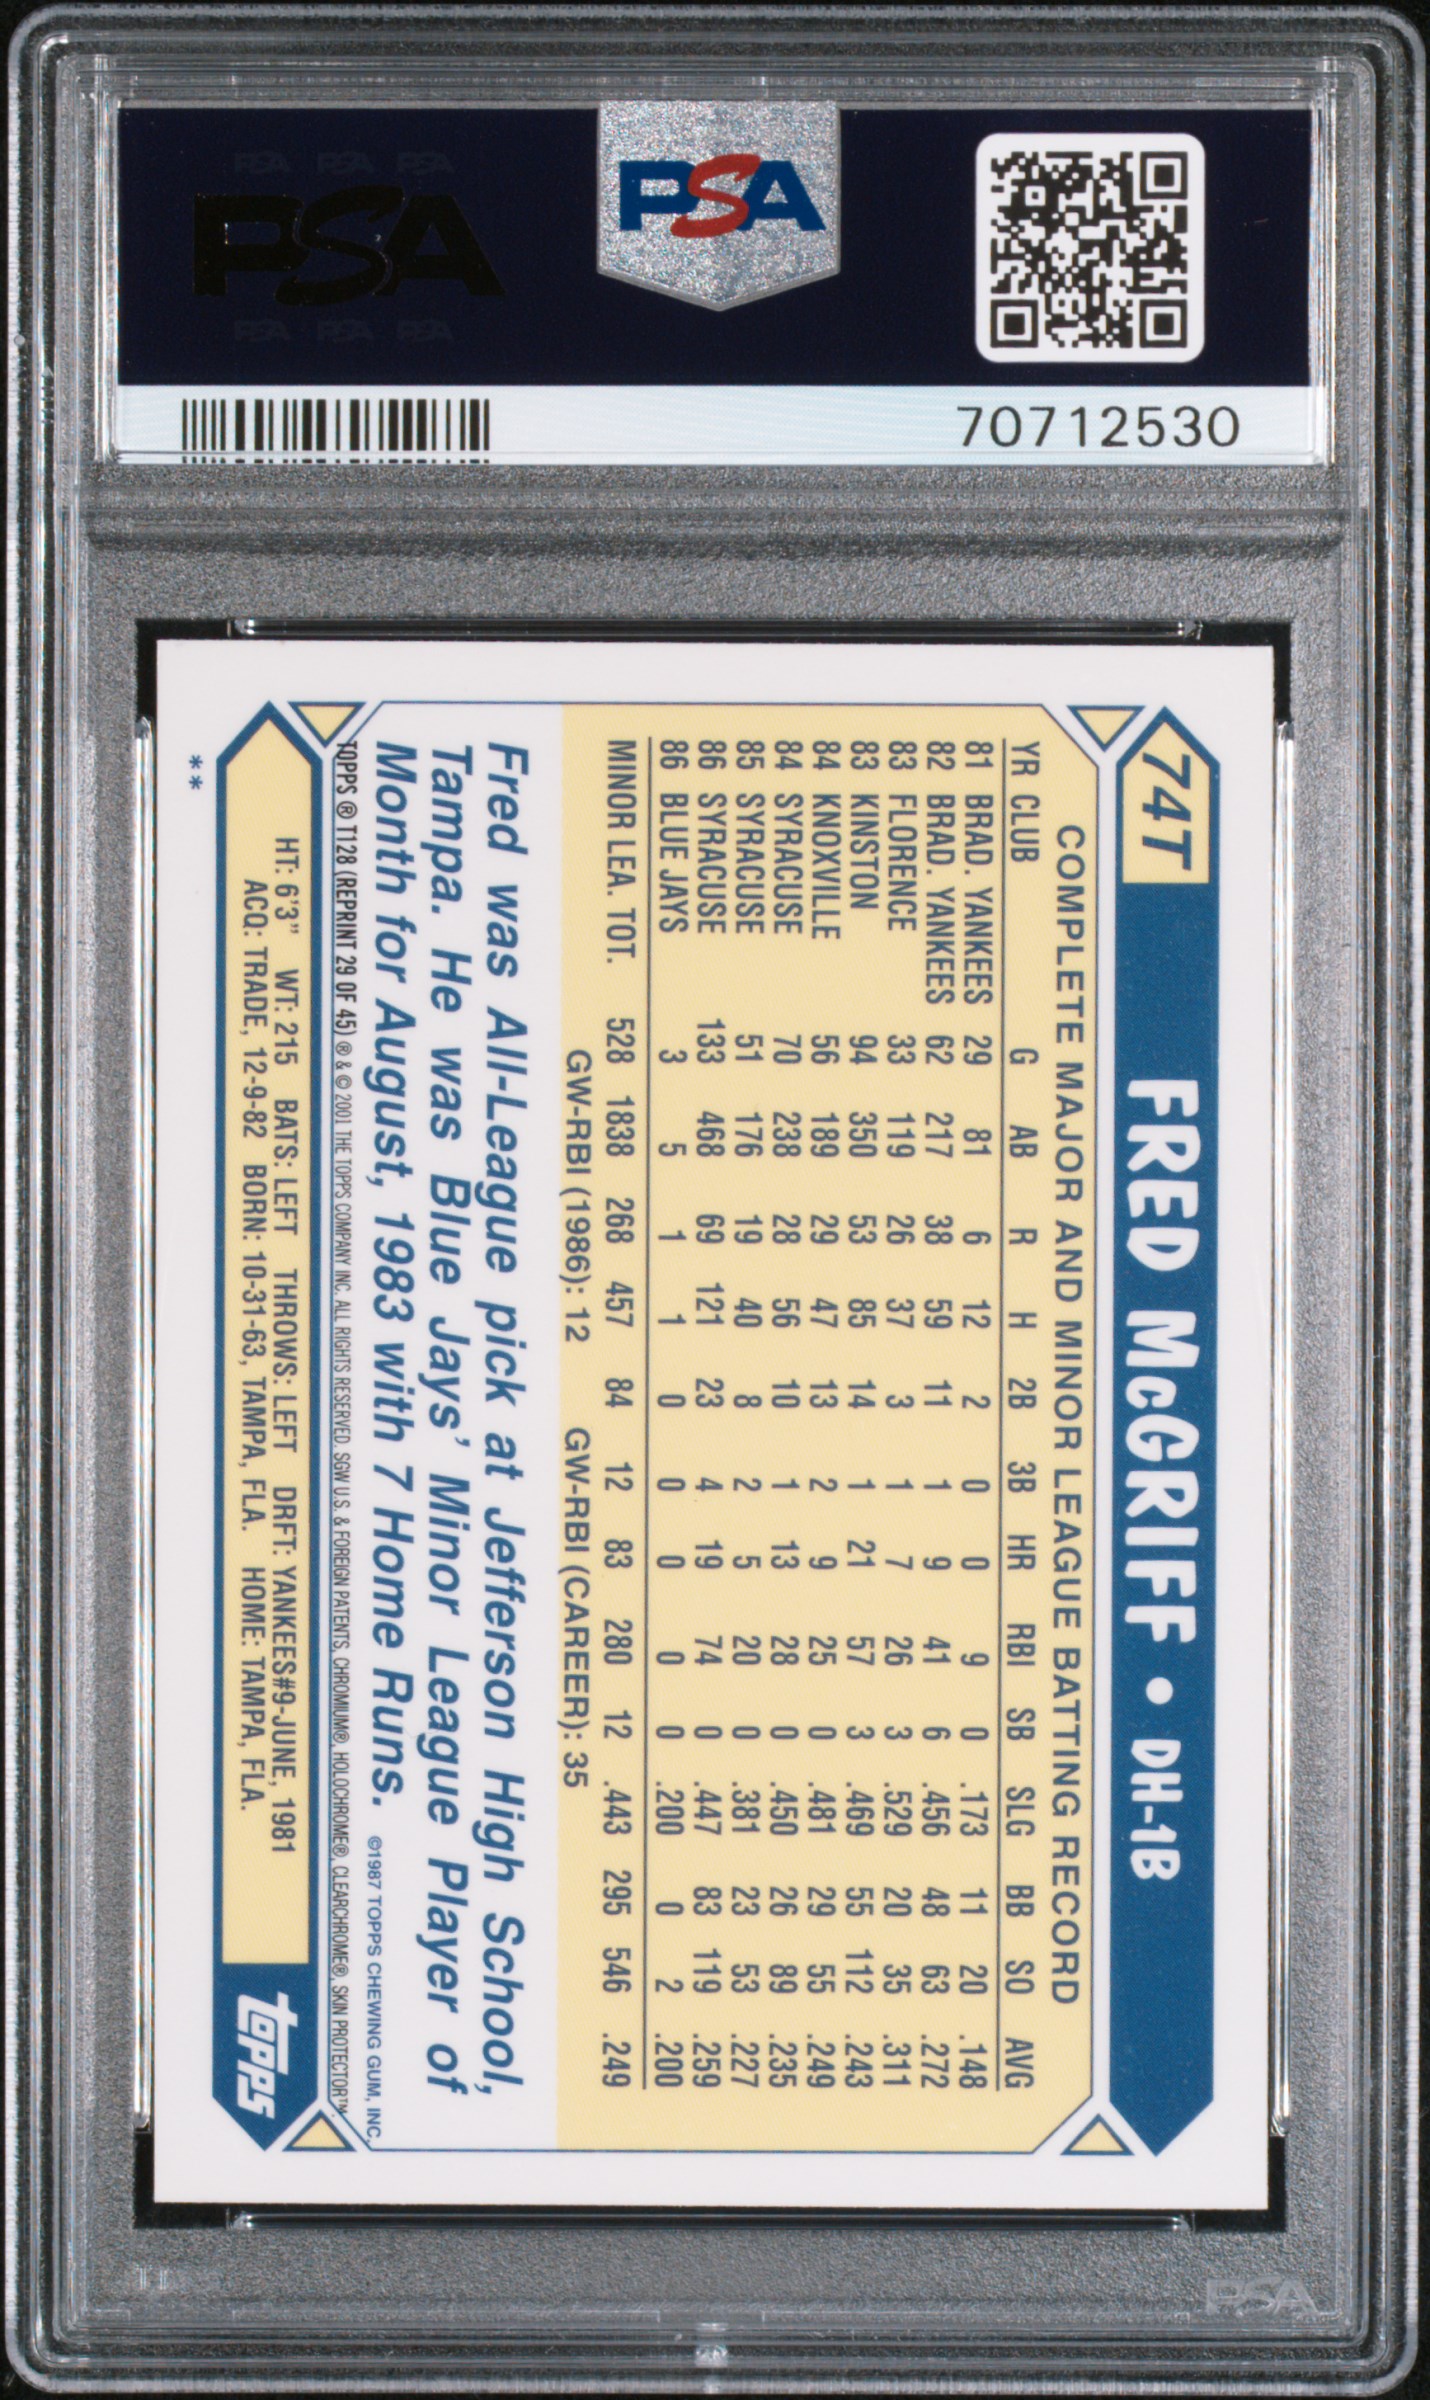 PSA PSA PSA
PSA
PSA PSA PSA
PSA
70712530
74T
FRED McGRIFF • DH-1B
COMPLETE MAJOR AND MINOR LEAGUE BATTING RECORD
YR CLUB G AB R H 2B 3B HR RBI SB SLG BB SO AVG
81 BRAD. YANKEES 29 81 6 12 2 0 0 9 0 .173 11 20 .148
82 BRAD. YANKEES 62 217 38 59 11 1 9 41 6 .456 48 63 .272
83 FLORENCE 33 119 26 37 3 1 7 26 3 .529 20 35 .311
83 KINSTON 94 350 53 85 14 1 21 57 3 .469 55 112 .243
84 KNOXVILLE 56 189 29 47 13 2 9 25 0 .481 29 55 .249
84 SYRACUSE 70 238 28 56 10 1 13 28 0 .450 26 89 .235
85 SYRACUSE 51 176 19 40 8 2 5 20 0 .381 23 53 .227
86 SYRACUSE 133 468 69 121 23 4 19 74 0 .447 83 119 .259
86 BLUE JAYS 3 5 1 1 0 0 0 0 0 .200 0 2 .200
MINOR LEA. TOT. 528 1838 268 457 84 12 83 280 12 .443 295 546 .249
GW-RBI (1986): 12 GW-RBI (CAREER): 35
Fred was All-League pick at Jefferson High School,
Tampa. He was Blue Jays' Minor League Player of
Month for August, 1983 with 7 Home Runs.
©1987 TOPPS CHEWING GUM, INC.
TOPPS ® T128 (REPRINT 29 OF 45) ® & © 2001 THE TOPPS COMPANY INC. ALL RIGHTS RESERVED. SGW U.S. & FOREIGN PATENTS, CHROMIUM®, HOLOCHROME®, CLEARCHROME®, SKIN PROTECTOR™.
HT: 6'3" WT: 215 BATS: LEFT THROWS: LEFT DRFT: YANKEES#9-JUNE, 1981
ACQ: TRADE, 12-9-82 BORN: 10-31-63, TAMPA, FLA. HOME: TAMPA, FLA.
topps
**
PSA